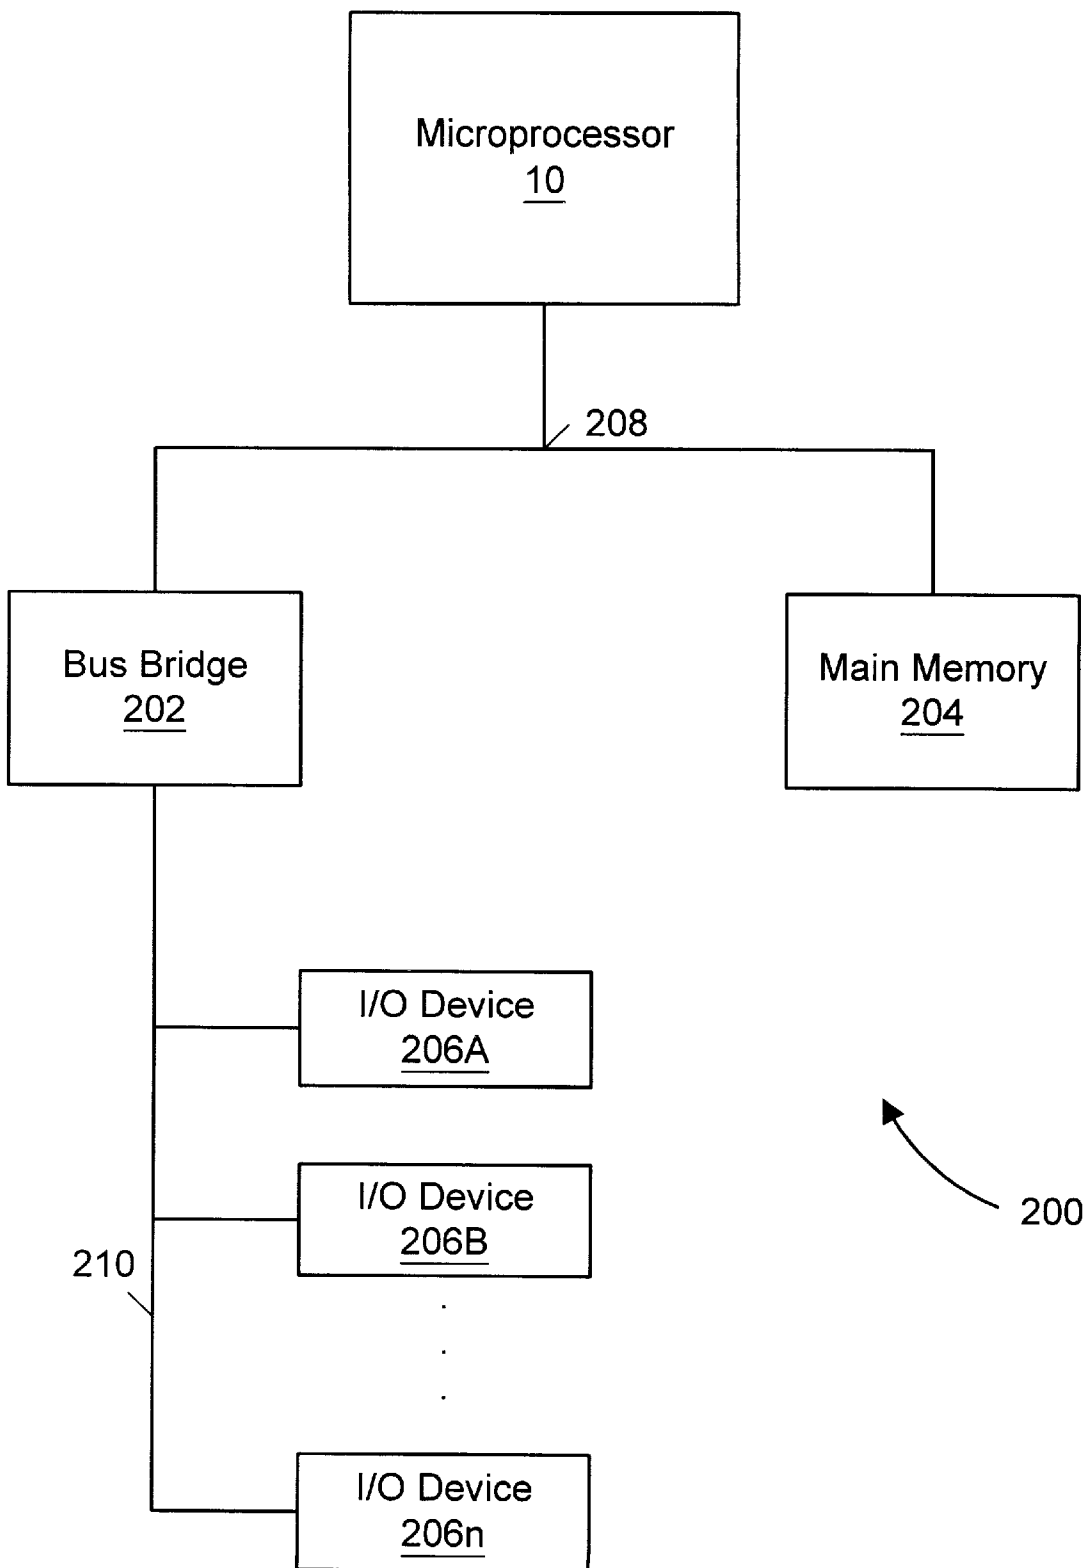 Microprocessor
10
208
Bus Bridge
202
Main Memory
204
I/O Device
206A
I/O Device
206B
200
210
I/O Device
206n